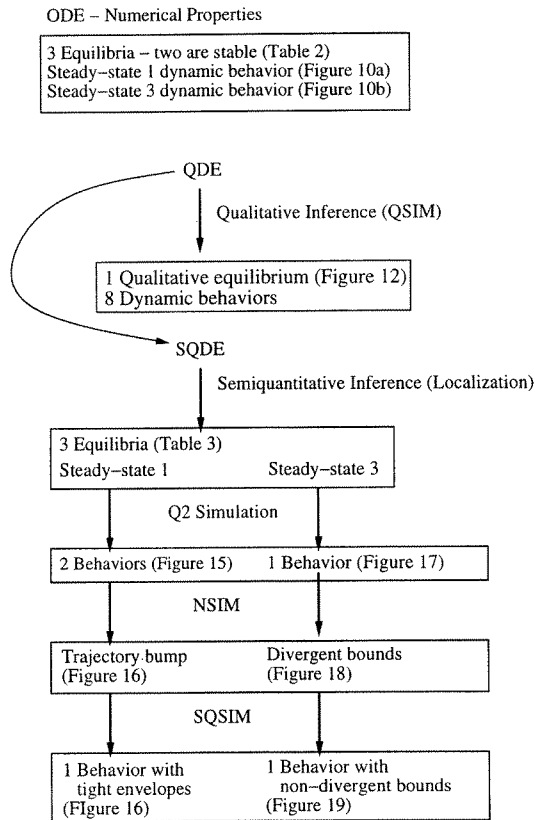 ODE – Numerical Properties
3 Equilibria – two are stable (Table 2)
Steady–state 1 dynamic behavior (Figure 10a)
Steady–state 3 dynamic behavior (Figure 10b)
QDE
Qualitative Inference (QSIM)
1 Qualitative equilibrium (Figure 12)
8 Dynamic behaviors
SQDE
Semiquantitative Inference (Localization)
3 Equilibria (Table 3)
Steady–state 1 Steady–state 3
Q2 Simulation
2 Behaviors (Figure 15) 1 Behavior (Figure 17)
NSIM
Trajectory bump Divergent bounds
(Figure 16) (Figure 18)
SQSIM
1 Behavior with 1 Behavior with
tight envelopes non–divergent bounds
(FIgure 16) (Figure 19)